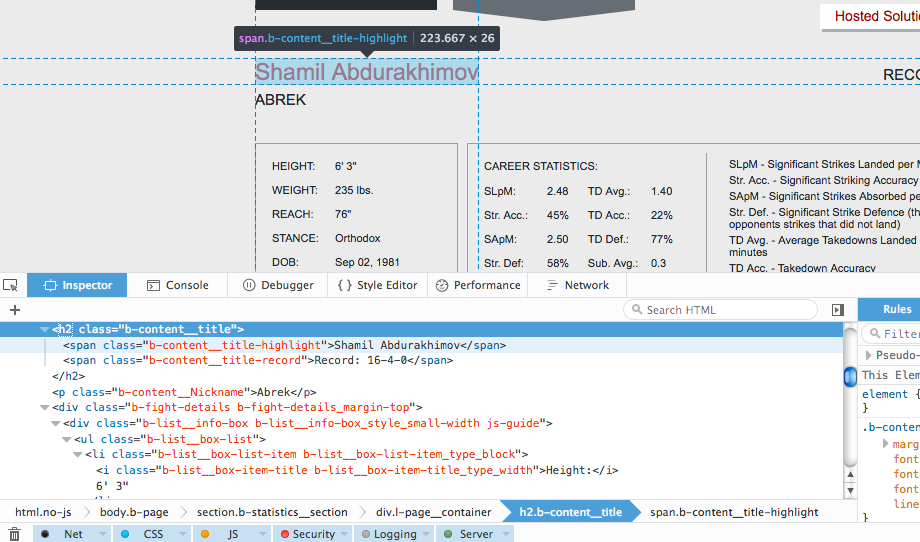 Hosted Soluti
span.b-content__title-highlight 223.667 × 26
Shamil Abdurakhimov
RECO
ABREK
HEIGHT: 6' 3"
WEIGHT: 235 lbs.
REACH: 76"
STANCE: Orthodox
DOB: Sep 02, 1981
CAREER STATISTICS:
SLpM: 2.48 TD Avg.: 1.40
Str. Acc.: 45% TD Acc.: 22%
SApM: 2.50 TD Def.: 77%
Str. Def: 58% Sub. Avg.: 0.3
SLpM - Significant Strikes Landed per M
Str. Acc. - Significant Striking Accuracy
SApM - Significant Strikes Absorbed pe
Str. Def. - Significant Strike Defence (th
opponents strikes that did not land)
TD Avg. - Average Takedowns Landed
minutes
TD Acc. - Takedown Accuracy
Inspector Console Debugger { } Style Editor Performance Network
+ Search HTML Rules
<h2 class="b-content__title">
<span class="b-content__title-highlight">Shamil Abdurakhimov</span>
<span class="b-content__title-record">Record: 16-4-0</span>
</h2>
<p class="b-content__Nickname">Abrek</p>
<div class="b-fight-details b-fight-details_margin-top">
<div class="b-list__info-box b-list__info-box_style_small-width js-guide">
<ul class="b-list__box-list">
<li class="b-list__box-list-item b-list__box-list-item_type_block">
<i class="b-list__box-item-title b-list__box-item-title_type_width">Height:</i>
6' 3"
Filter
Pseudo-
This Elem
element {
}
.b-conten
marg
font
font
font
line
}
html.no-js body.b-page section.b-statistics__section div.l-page__container h2.b-content__title span.b-content__title-highlight
Net CSS JS Security Logging Server